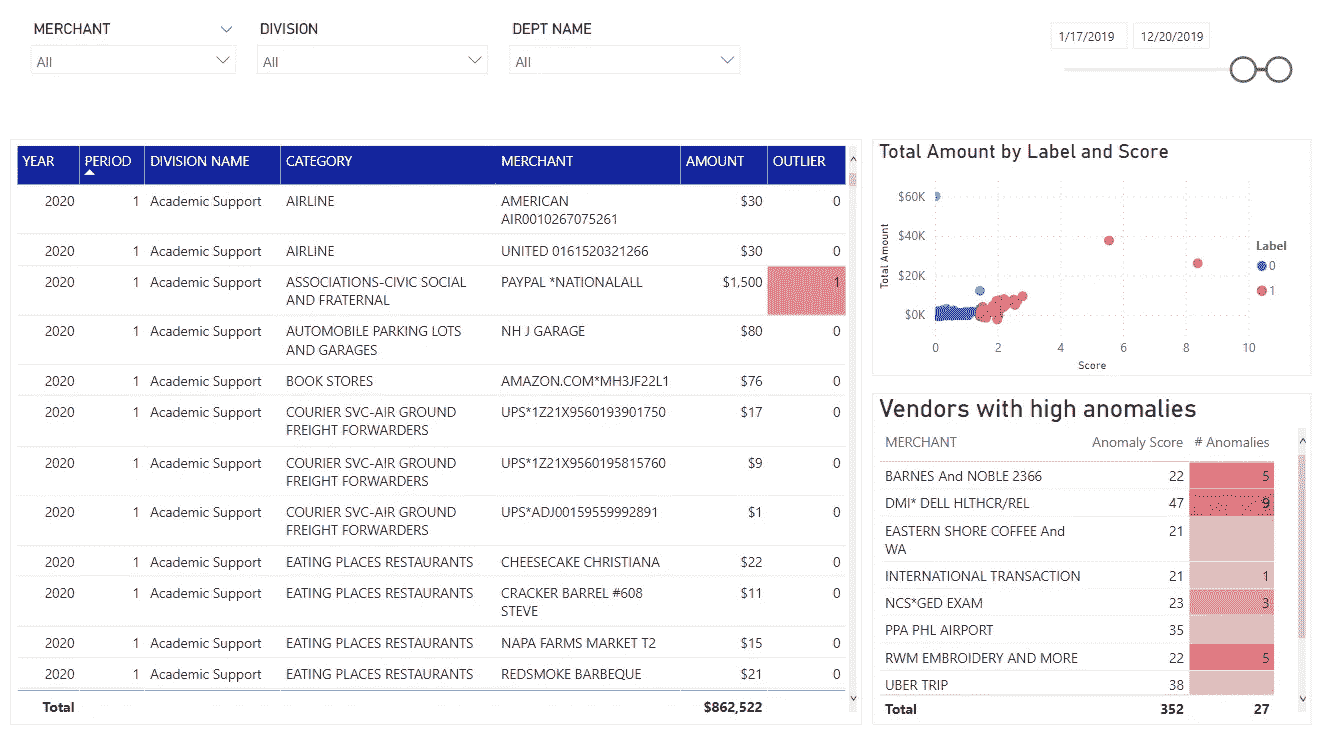 MERCHANT
DIVISION
DEPT NAME
All
All
All
1/17/2019
12/20/2019
YEAR PERIOD DIVISION NAME CATEGORY MERCHANT AMOUNT OUTLIER
2020 1 Academic Support AIRLINE AMERICAN $30 0
AIR0010267075261
2020 1 Academic Support AIRLINE UNITED 0161520321266 $30 0
2020 1 Academic Support ASSOCIATIONS-CIVIC SOCIAL PAYPAL *NATIONALALL $1,500 1
AND FRATERNAL
2020 1 Academic Support AUTOMOBILE PARKING LOTS NH J GARAGE $80 0
AND GARAGES
2020 1 Academic Support BOOK STORES AMAZON.COM*MH3JF22L1 $76 0
2020 1 Academic Support COURIER SVC-AIR GROUND UPS*1Z21X9560193901750 $17 0
FREIGHT FORWARDERS
2020 1 Academic Support COURIER SVC-AIR GROUND UPS*1Z21X9560195815760 $9 0
FREIGHT FORWARDERS
2020 1 Academic Support COURIER SVC-AIR GROUND UPS*ADJ00159559992891 $1 0
FREIGHT FORWARDERS
2020 1 Academic Support EATING PLACES RESTAURANTS CHEESECAKE CHRISTIANA $22 0
2020 1 Academic Support EATING PLACES RESTAURANTS CRACKER BARREL #608 $11 0
STEVE
2020 1 Academic Support EATING PLACES RESTAURANTS NAPA FARMS MARKET T2 $15 0
2020 1 Academic Support EATING PLACES RESTAURANTS REDSMOKE BARBEQUE $21 0
Total $862,522
Total Amount by Label and Score
Total Amount
$60K
$40K
$20K
$0K
0 2 4 6 8 10
Score
Label
0
1
Vendors with high anomalies
MERCHANT Anomaly Score # Anomalies
BARNES And NOBLE 2366 22 5
DMI* DELL HLTHCR/REL 47 9
EASTERN SHORE COFFEE And 21
WA
INTERNATIONAL TRANSACTION 21 1
NCS*GED EXAM 23 3
PPA PHL AIRPORT 35
RWM EMBROIDERY AND MORE 22 5
UBER TRIP 38
Total 352 27